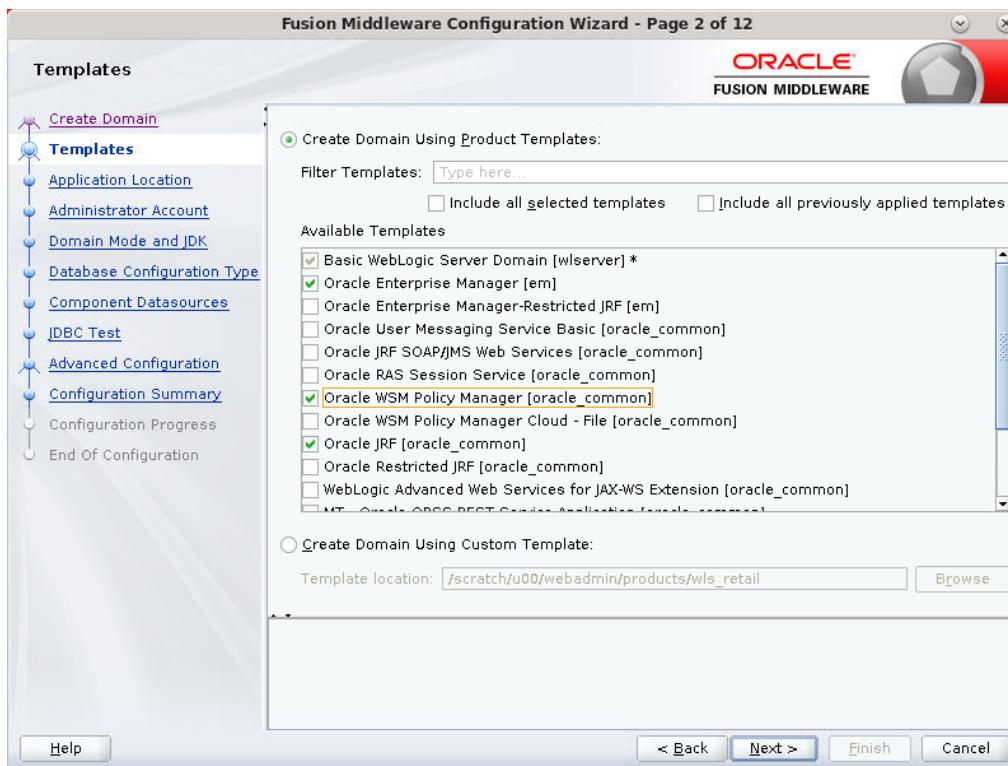 Fusion Middleware Configuration Wizard - Page 2 of 12
Templates
ORACLE
FUSION MIDDLEWARE
Create Domain
Templates
Application Location
Administrator Account
Domain Mode and JDK
Database Configuration Type
Component Datasources
JDBC Test
Advanced Configuration
Configuration Summary
Configuration Progress
End Of Configuration
Create Domain Using Product Templates:
Filter Templates: Type here...
Include all selected templates Include all previously applied templates
Available Templates
Basic WebLogic Server Domain [wlserver] *
Oracle Enterprise Manager [em]
Oracle Enterprise Manager-Restricted JRF [em]
Oracle User Messaging Service Basic [oracle_common]
Oracle JRF SOAP/JMS Web Services [oracle_common]
Oracle RAS Session Service [oracle_common]
Oracle WSM Policy Manager [oracle_common]
Oracle WSM Policy Manager Cloud - File [oracle_common]
Oracle JRF [oracle_common]
Oracle Restricted JRF [oracle_common]
WebLogic Advanced Web Services for JAX-WS Extension [oracle_common]
MT - Oracle OPSS REST Service Application [oracle_common]
Create Domain Using Custom Template:
Template location: /scratch/u00/webadmin/products/wls_retail Browse
Help < Back Next > Finish Cancel